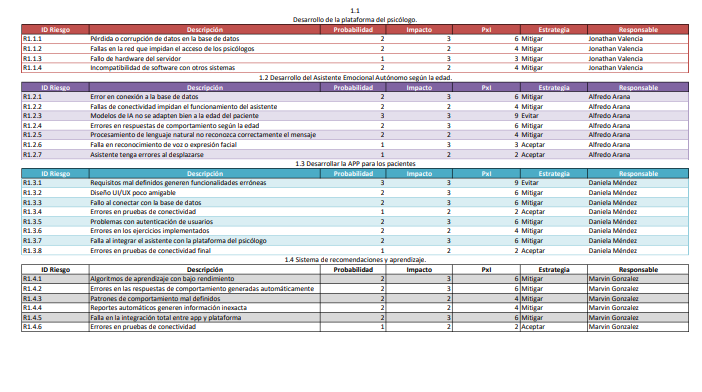 1.1
Desarrollo de la plataforma del psicólogo.
ID Riesgo Descripción Probabilidad Impacto PxI Estrategia Responsable
R1.1.1 Pérdida o corrupción de datos en la base de datos 2 3 6 Mitigar Jonathan Valencia
R1.1.2 Fallas en la red que impidan el acceso de los psicólogos 2 2 4 Mitigar Jonathan Valencia
R1.1.3 Fallo de hardware del servidor 1 3 3 Mitigar Jonathan Valencia
R1.1.4 Incompatibilidad de software con otros sistemas 2 2 4 Mitigar Jonathan Valencia
1.2 Desarrollo del Asistente Emocional Autónomo según la edad.
ID Riesgo Descripción Probabilidad Impacto PxI Estrategia Responsable
R1.2.1 Error en conexión a la base de datos 2 3 6 Mitigar Alfredo Arana
R1.2.2 Fallas de conectividad impidan el funcionamiento del asistente 2 2 4 Mitigar Alfredo Arana
R1.2.3 Modelos de IA no se adapten bien a la edad del paciente 3 3 9 Evitar Alfredo Arana
R1.2.4 Errores en respuestas de comportamiento según la edad 2 3 6 Mitigar Alfredo Arana
R1.2.5 Procesamiento de lenguaje natural no reconozca correctamente el mensaje 2 2 4 Mitigar Alfredo Arana
R1.2.6 Falla en reconocimiento de voz o expresión facial 1 3 3 Aceptar Alfredo Arana
R1.2.7 Asistente tenga errores al desplazarse 1 2 2 Aceptar Alfredo Arana
1.3 Desarrollar la APP para los pacientes
ID Riesgo Descripción Probabilidad Impacto PxI Estrategia Responsable
R1.3.1 Requisitos mal definidos generen funcionalidades erróneas 3 3 9 Evitar Daniela Méndez
R1.3.2 Diseño UI/UX poco amigable 2 3 6 Mitigar Daniela Méndez
R1.3.3 Fallo al conectar con la base de datos 2 3 6 Mitigar Daniela Méndez
R1.3.4 Errores en pruebas de conectividad 1 2 2 Aceptar Daniela Méndez
R1.3.5 Problemas con autenticación de usuarios 2 3 6 Mitigar Daniela Méndez
R1.3.6 Errores en los ejercicios implementados 2 2 4 Mitigar Daniela Méndez
R1.3.7 Falla al integrar el asistente con la plataforma del psicólogo 2 3 6 Mitigar Daniela Méndez
R1.3.8 Errores en pruebas de conectividad final 1 2 2 Aceptar Daniela Méndez
1.4 Sistema de recomendaciones y aprendizaje.
ID Riesgo Descripción Probabilidad Impacto PxI Estrategia Responsable
R1.4.1 Algoritmos de aprendizaje con bajo rendimiento 2 3 6 Mitigar Marvin Gonzalez
R1.4.2 Errores en las respuestas de comportamiento generadas automáticamente 2 3 6 Mitigar Marvin Gonzalez
R1.4.3 Patrones de comportamiento mal definidos 2 2 4 Mitigar Marvin Gonzalez
R1.4.4 Reportes automáticos generen información inexacta 2 2 4 Mitigar Marvin Gonzalez
R1.4.5 Falla en la integración total entre app y plataforma 2 3 6 Mitigar Marvin Gonzalez
R1.4.6 Errores en pruebas de conectividad 1 2 2 Aceptar Marvin Gonzalez